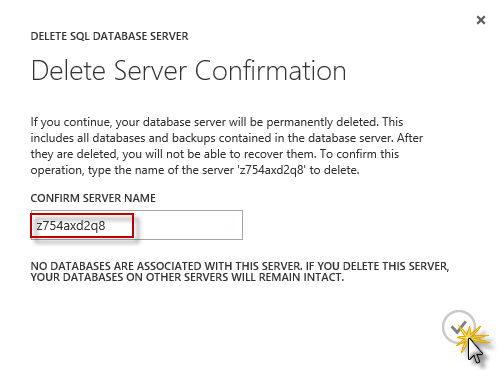 DELETE SQL DATABASE SERVER
Delete Server Confirmation
If you continue, your database server will be permanently deleted. This
includes all databases and backups contained in the database server. After
they are deleted, you will not be able to recover them. To confirm this
operation, type the name of the server 'z754axd2q8' to delete.
CONFIRM SERVER NAME
z754axd2q8
NO DATABASES ARE ASSOCIATED WITH THIS SERVER. IF YOU DELETE THIS SERVER,
YOUR DATABASES ON OTHER SERVERS WILL REMAIN INTACT.